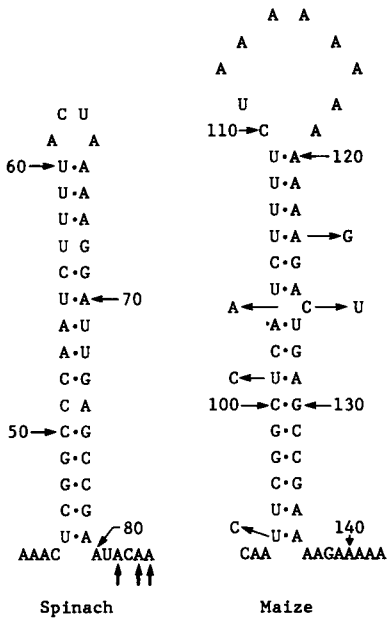 C U
A A
60→U·A
U·A
U·A
U G
C·G
U·A←70
A·U
A·U
C·G
C A
50→C·G
G·C
G·C
C·G
U·A 80
AAAC AUACAA
Spinach
A A
A A
A A
U A
110→C A
U·A←120
U·A
U·A
U·A→G
C·G
U·A
A← C→U
·A·U
C·G
C←U·A
100→C·G←130
G·C
G·C
C·G
U·A
C U·A 140
CAA AAGAAAAA
Maize